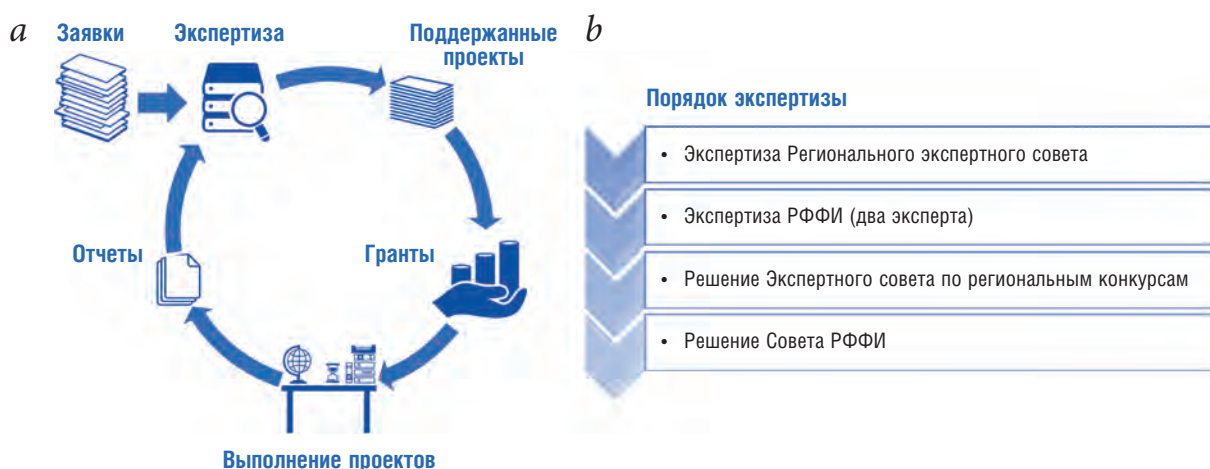 a
Заявки
Экспертиза
Поддержанные
проекты
Гранты
Выполнение проектов
Отчеты
b
Порядок экспертизы
• Экспертиза Регионального экспертного совета
• Экспертиза РФФИ (два эксперта)
• Решение Экспертного совета по региональным конкурсам
• Решение Совета РФФИ